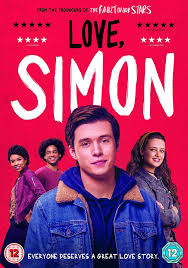 FROM THE PRODUCERS OF THE FAULT IN OUR STARS
LOVE,
SIMON
EVERYONE DESERVES A GREAT LOVE STORY.
12
12